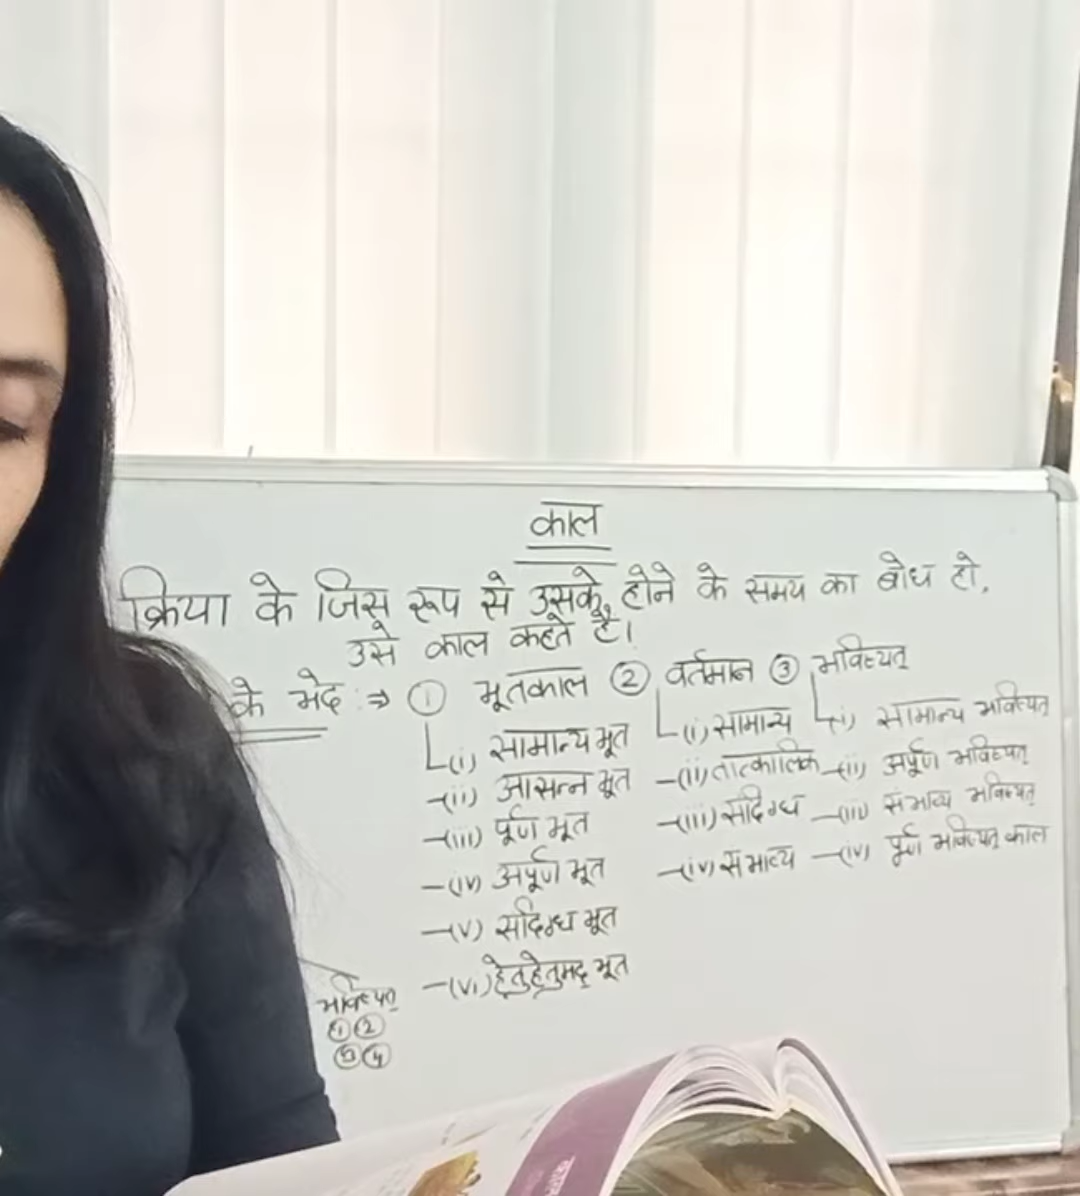 काल
क्रिया के जिस रूप से उसके, होने के समय का बोध हो,
उसे काल कहते है।
के भेद :⇒ ① भूतकाल ② वर्तमान ③ भविष्यत्
(i) सामान्य भूत (i) सामान्य (i) सामान्य भविष्यत्
(ii) आसन्न भूत (ii) तात्कालिक (ii) अपूर्ण भविष्यत्
(iii) पूर्ण भूत (iii) संदिग्ध (iii) संभाव्य भविष्यत्
(iv) अपूर्ण भूत (iv) संभाव्य (iv) पूर्ण भविष्यत् काल
(v) संदिग्ध भूत
(vi) हेतुहेतुमद् भूत
भविष्यत्
① ②
③ ④